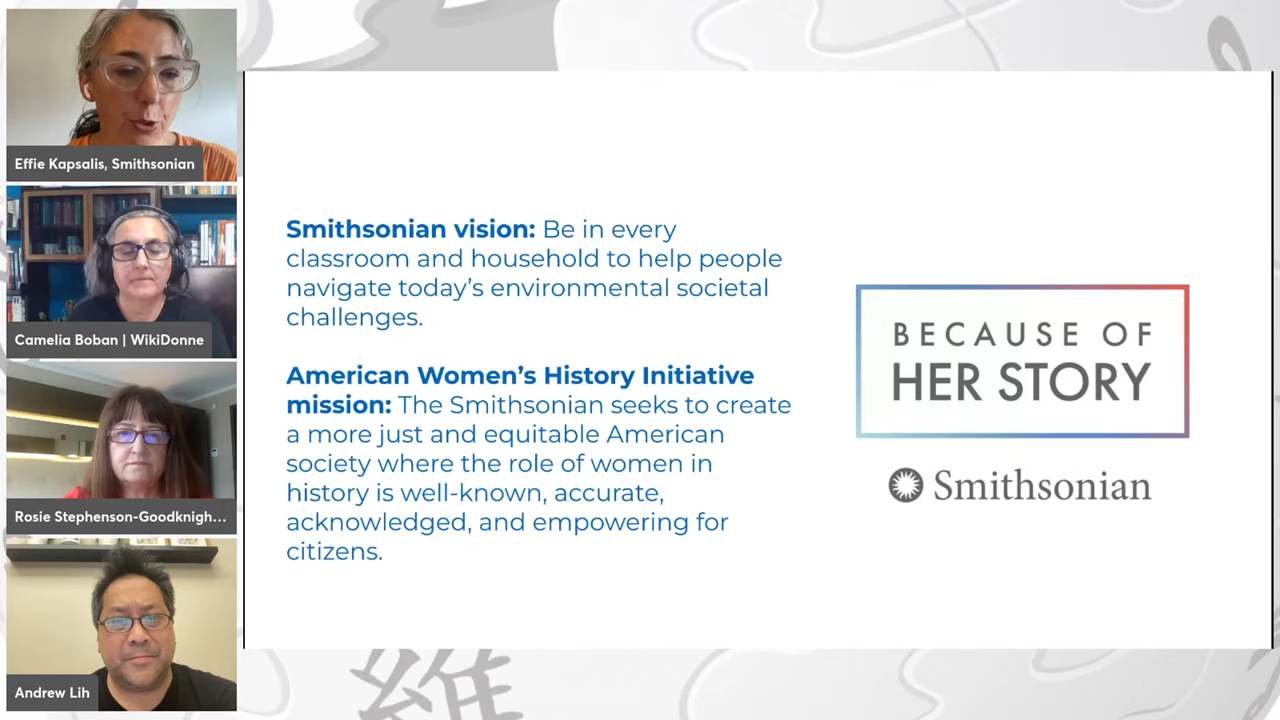 Effie Kapsalis, Smithsonian
Camelia Boban | WikiDonne
Rosie Stephenson-Goodknigh...
Andrew Lih
Smithsonian vision: Be in every
classroom and household to help people
navigate today's environmental societal
challenges.
American Women's History Initiative
mission: The Smithsonian seeks to create
a more just and equitable American
society where the role of women in
history is well-known, accurate,
acknowledged, and empowering for
citizens.
BECAUSE OF
HER STORY
Smithsonian
維